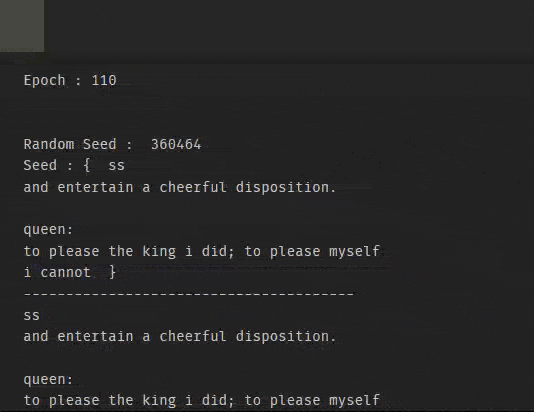 Epoch : 110
Random Seed :  360464
Seed : {  ss
and entertain a cheerful disposition.
queen:
to please the king i did; to please myself
i cannot  }
---------------------------------------
ss
and entertain a cheerful disposition.
queen:
to please the king i did; to please myself